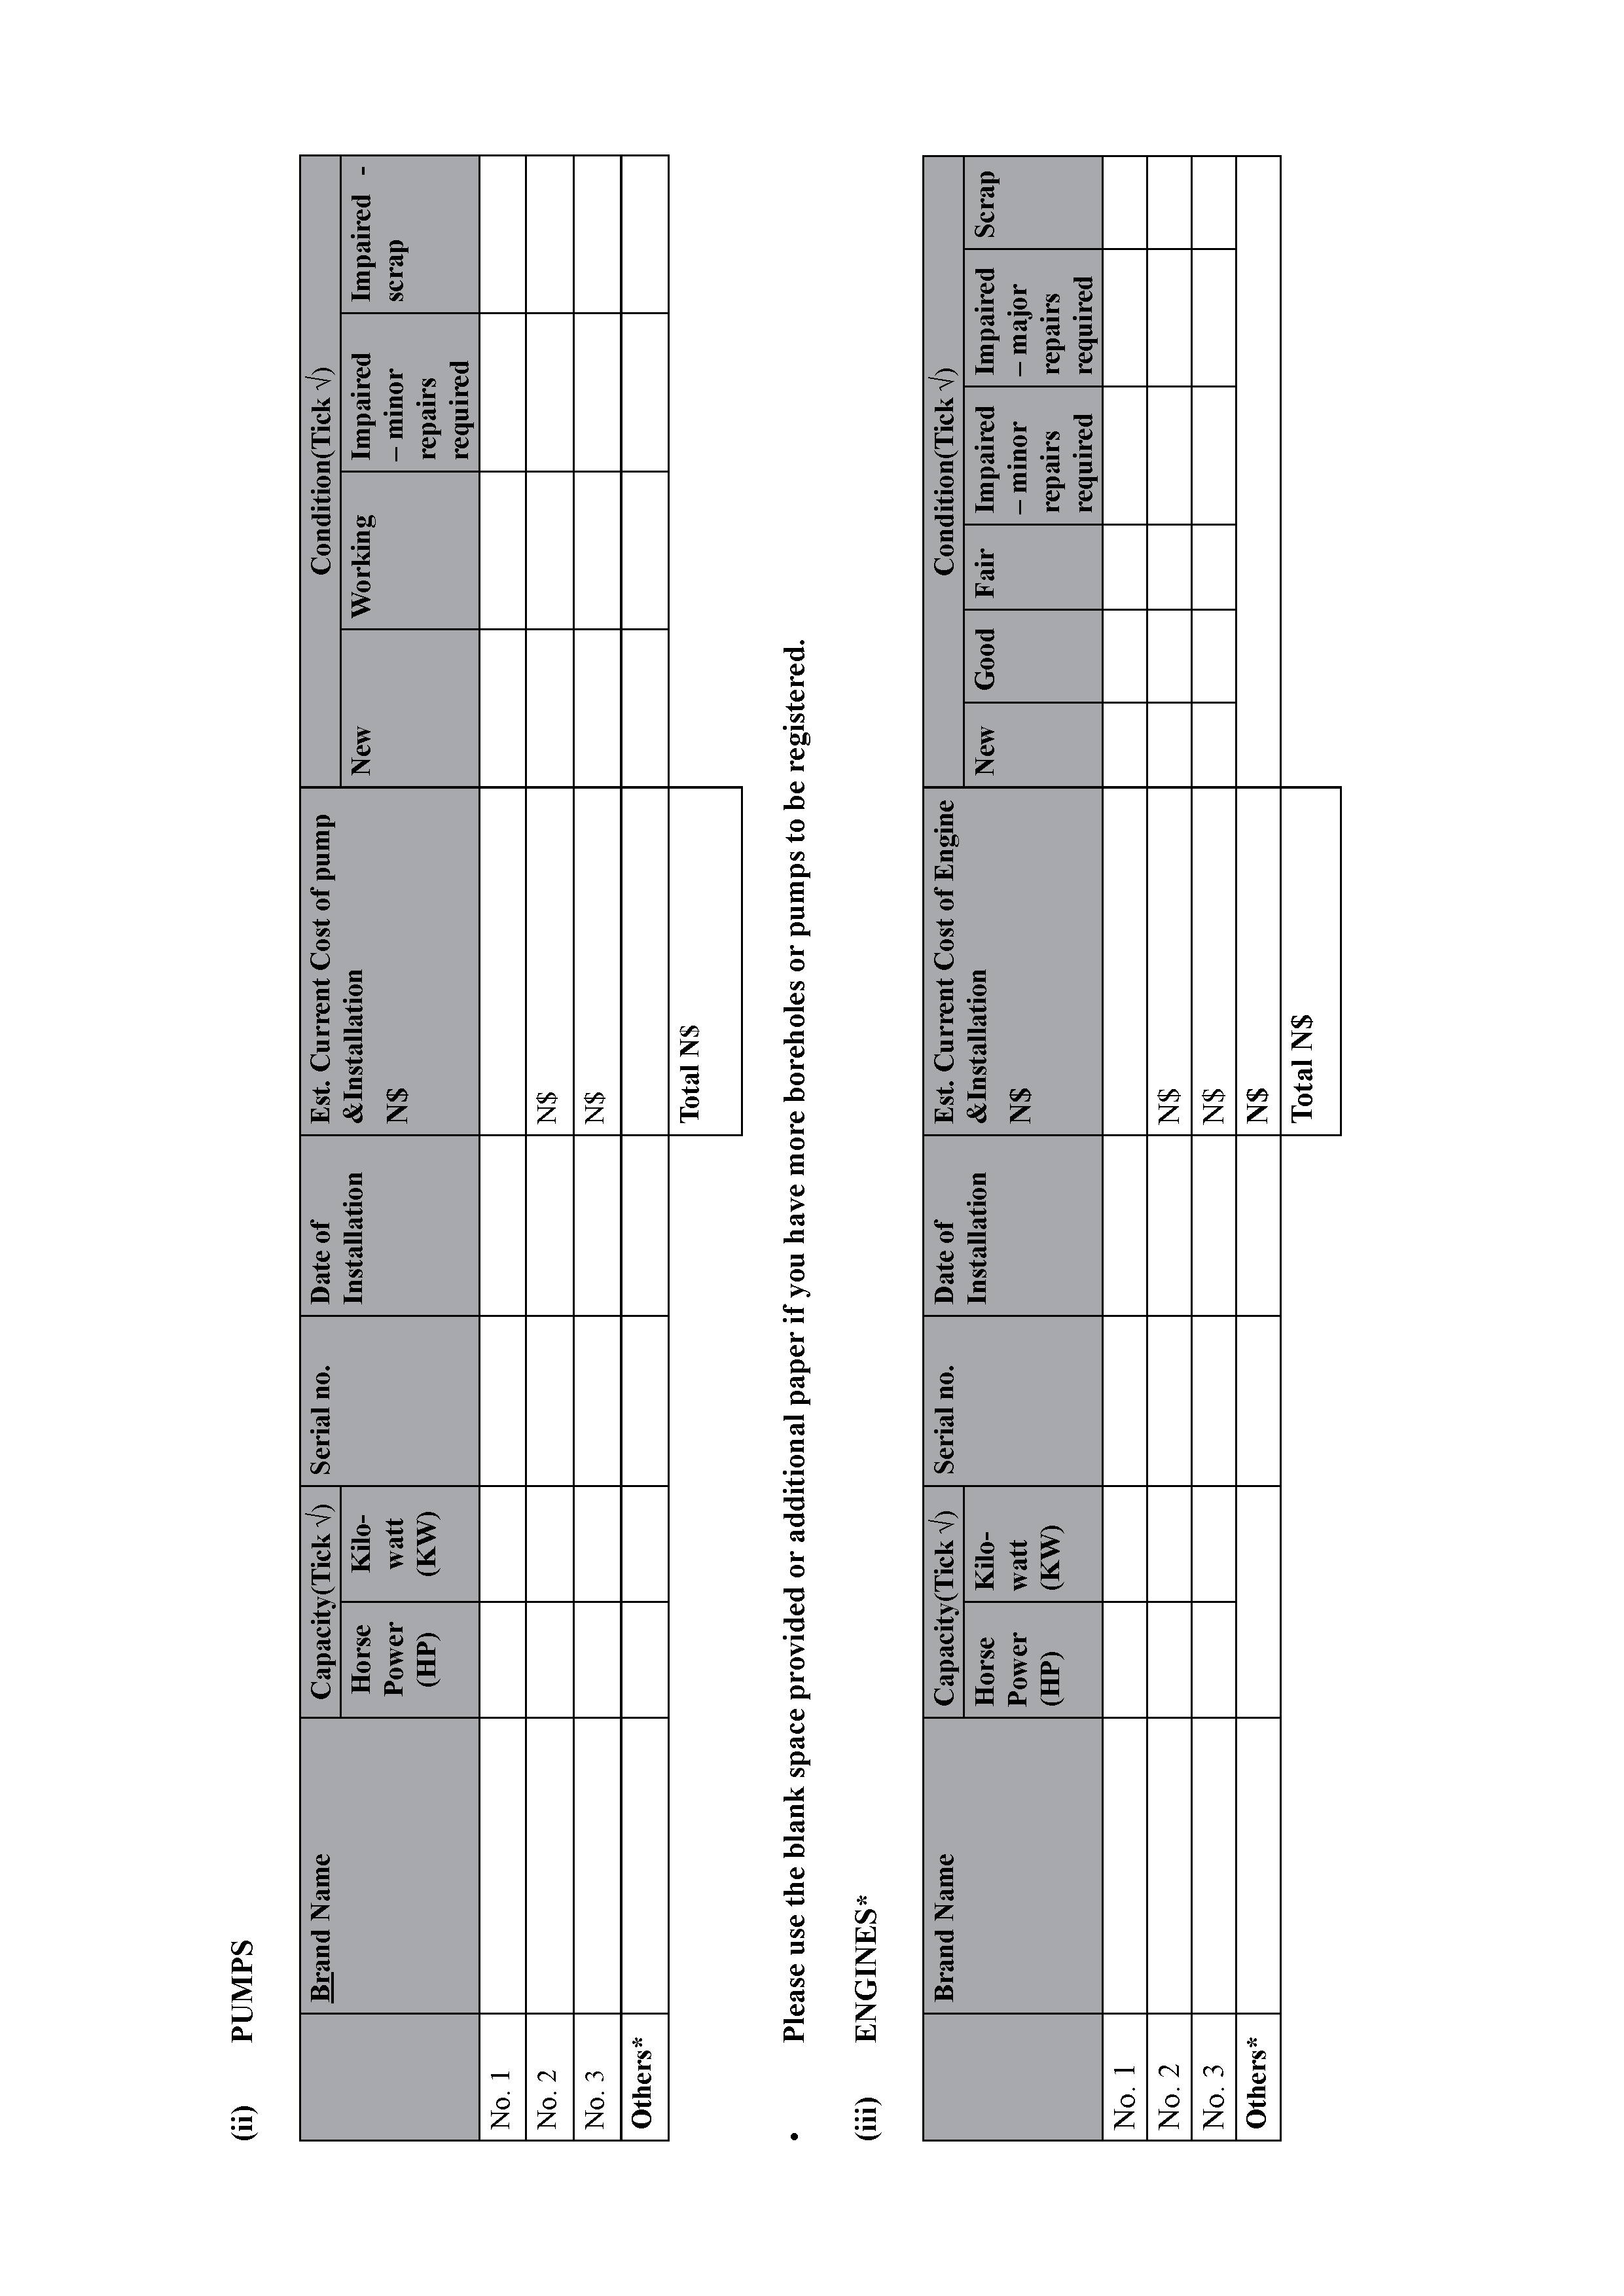 (ii) PUMPS
Brand Name Capacity(Tick √) Serial no. Date of Installation Est. Current Cost of pump &Installation N$ Condition(Tick √)
Horse Power (HP) Kilo-watt (KW) New Working Impaired – minor repairs required Impaired - scrap
No. 1
No. 2 N$
No. 3 N$
Others*
Total N$
• Please use the blank space provided or additional paper if you have more boreholes or pumps to be registered.
(iii) ENGINES*
Brand Name Capacity(Tick √) Serial no. Date of Installation Est. Current Cost of Engine &Installation N$ Condition(Tick √)
Horse Power (HP) Kilo-watt (KW) New Good Fair Impaired – minor repairs required Impaired – major repairs required Scrap
No. 1
No. 2 N$
No. 3 N$
Others* N$
Total N$